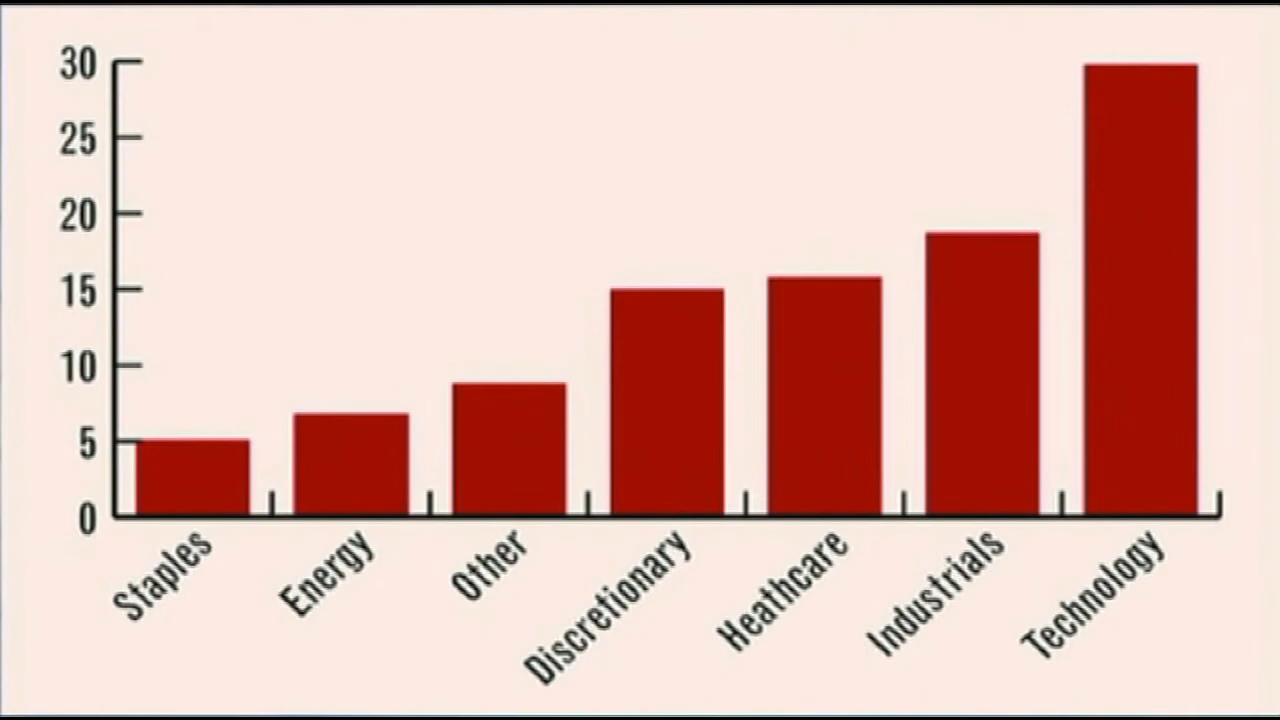 30
25
20
15
10
5
0
Staples
Energy
Other
Discretionary
Heathcare
Industrials
Technology